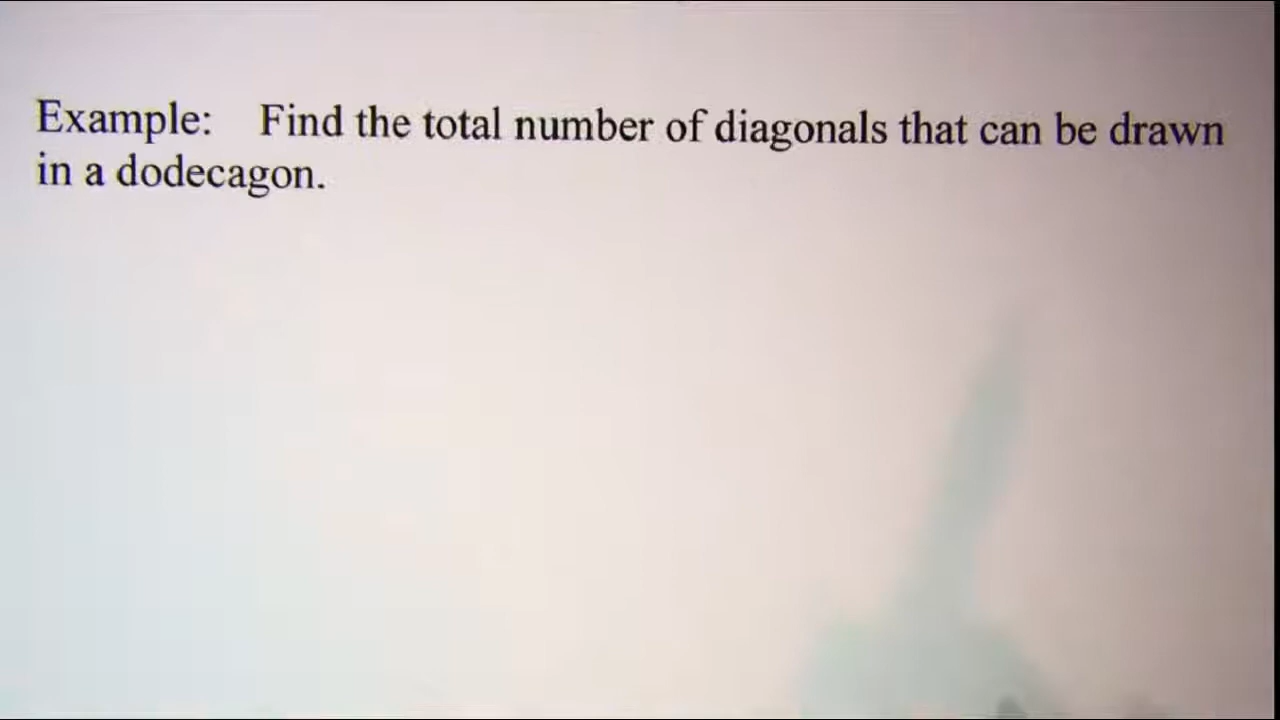 Example: Find the total number of diagonals that can be drawn
in a dodecagon.